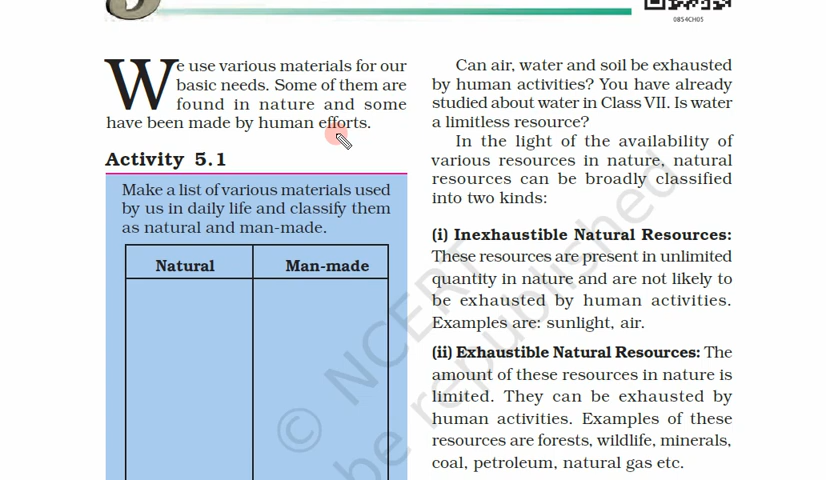 0854CH05
We use various materials for our
basic needs. Some of them are
found in nature and some
have been made by human efforts.
Activity 5.1
Make a list of various materials used
by us in daily life and classify them
as natural and man-made.
Natural Man-made
Can air, water and soil be exhausted
by human activities? You have already
studied about water in Class VII. Is water
a limitless resource?
In the light of the availability of
various resources in nature, natural
resources can be broadly classified
into two kinds:
(i) Inexhaustible Natural Resources:
These resources are present in unlimited
quantity in nature and are not likely to
be exhausted by human activities.
Examples are: sunlight, air.
(ii) Exhaustible Natural Resources: The
amount of these resources in nature is
limited. They can be exhausted by
human activities. Examples of these
resources are forests, wildlife, minerals,
coal, petroleum, natural gas etc.
© NCERT
be republished